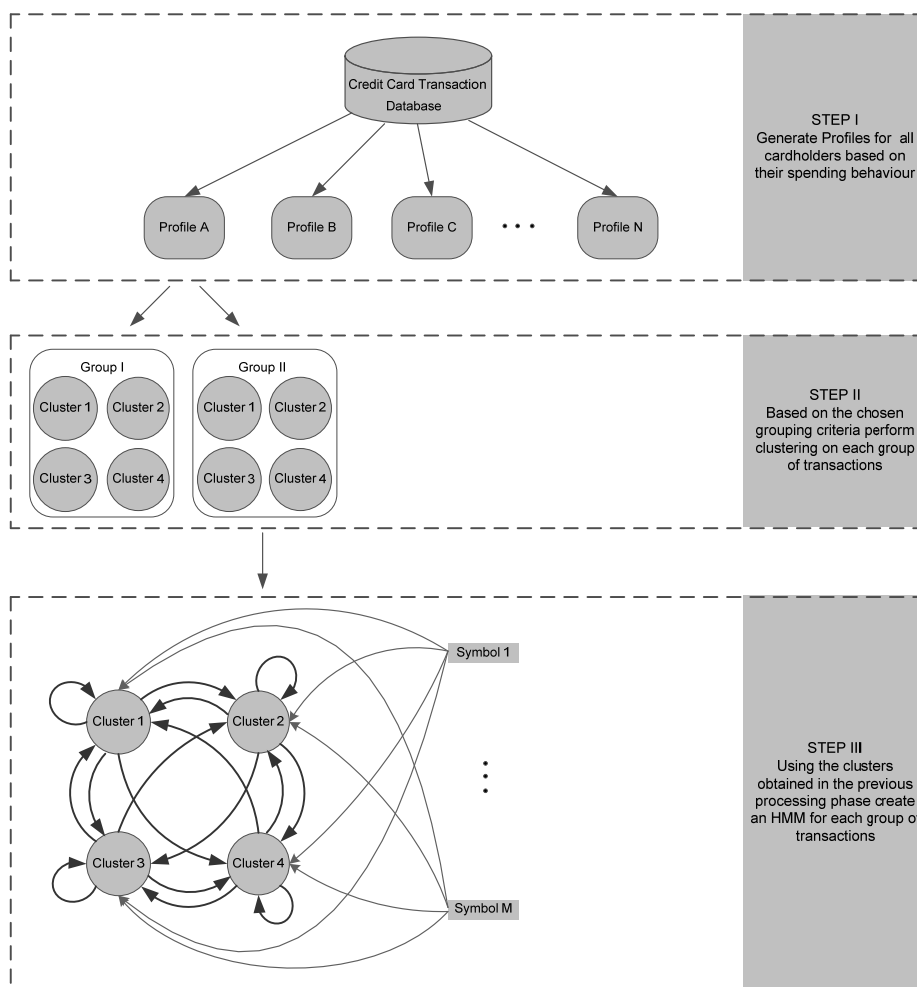 Credit Card Transaction
Database
Profile A
Profile B
Profile C
. . .
Profile N
STEP I
Generate Profiles for all
cardholders based on
their spending behaviour
Group I
Cluster 1
Cluster 2
Cluster 3
Cluster 4
Group II
Cluster 1
Cluster 2
Cluster 3
Cluster 4
STEP II
Based on the chosen
grouping criteria perform
clustering on each group
of transactions
Cluster 1
Cluster 2
Cluster 3
Cluster 4
Symbol 1
Symbol M
STEP III
Using the clusters
obtained in the previous
processing phase create
an HMM for each group of
transactions